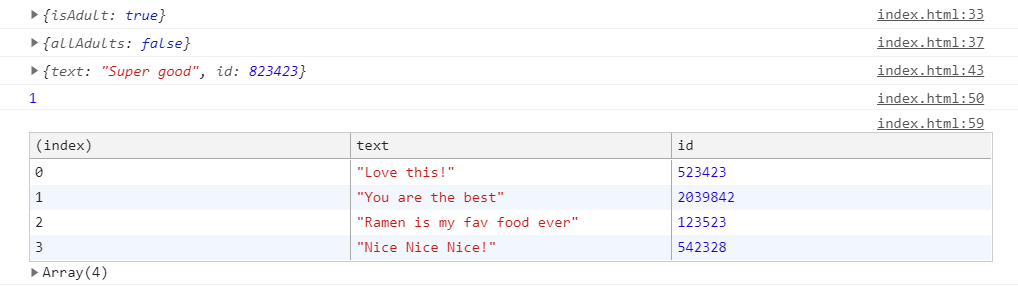 {isAdult: true} index.html:33
{allAdults: false} index.html:37
{text: "Super good", id: 823423} index.html:43
1 index.html:50
index.html:59
(index) text id
0 "Love this!" 523423
1 "You are the best" 2039842
2 "Ramen is my fav food ever" 123523
3 "Nice Nice Nice!" 542328
Array(4)